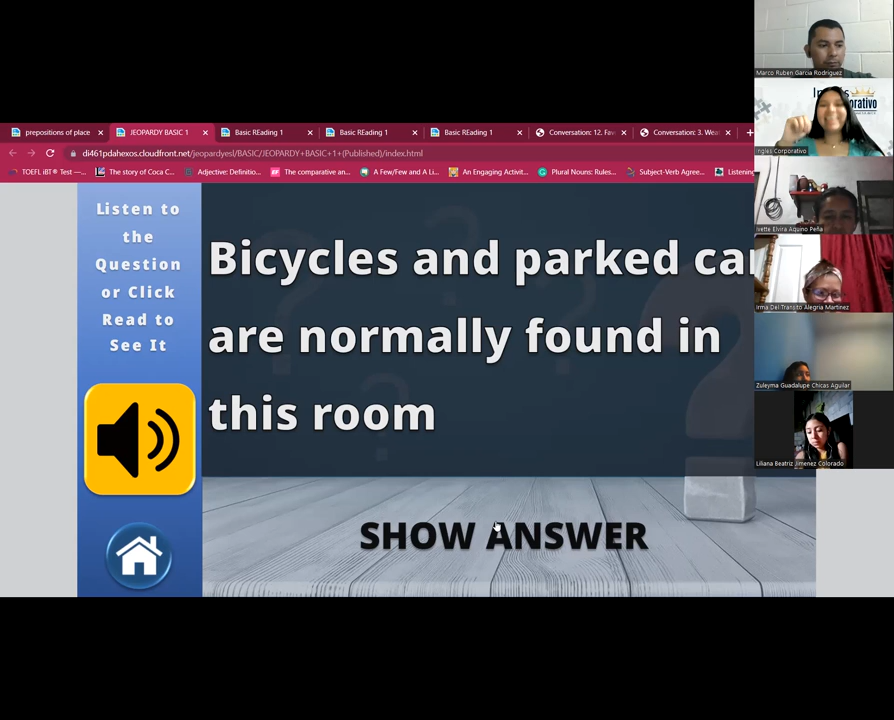 prepositions of place
JEOPARDY BASIC 1
Basic REading 1
Basic REading 1
Basic REading 1
Conversation: 12. Fav
Conversation: 3. Wea
di461pdahexos.cloudfront.net/jeopardyesl/BASIC/JEOPARDY+BASIC+1+(Published)/index.html
TOEFL iBT® Test —...
The story of Coca C...
Adjective: Definitio...
The comparative an...
A Few/Few and A Li...
An Engaging Activit...
Plural Nouns: Rules...
Subject-Verb Agree...
Listening
Listen to
the
Question
or Click
Read to
See It
Bicycles and parked car
are normally found in
this room
SHOW ANSWER
Marco Ruben Garcia Rodriguez
Ingles Corporativo
Ivette Elvira Aquino Peña
Irma Del Transito Alegria Martinez
Zuleyma Guadalupe Chicas Aguilar
Liliana Beatriz Jimenez Colorado